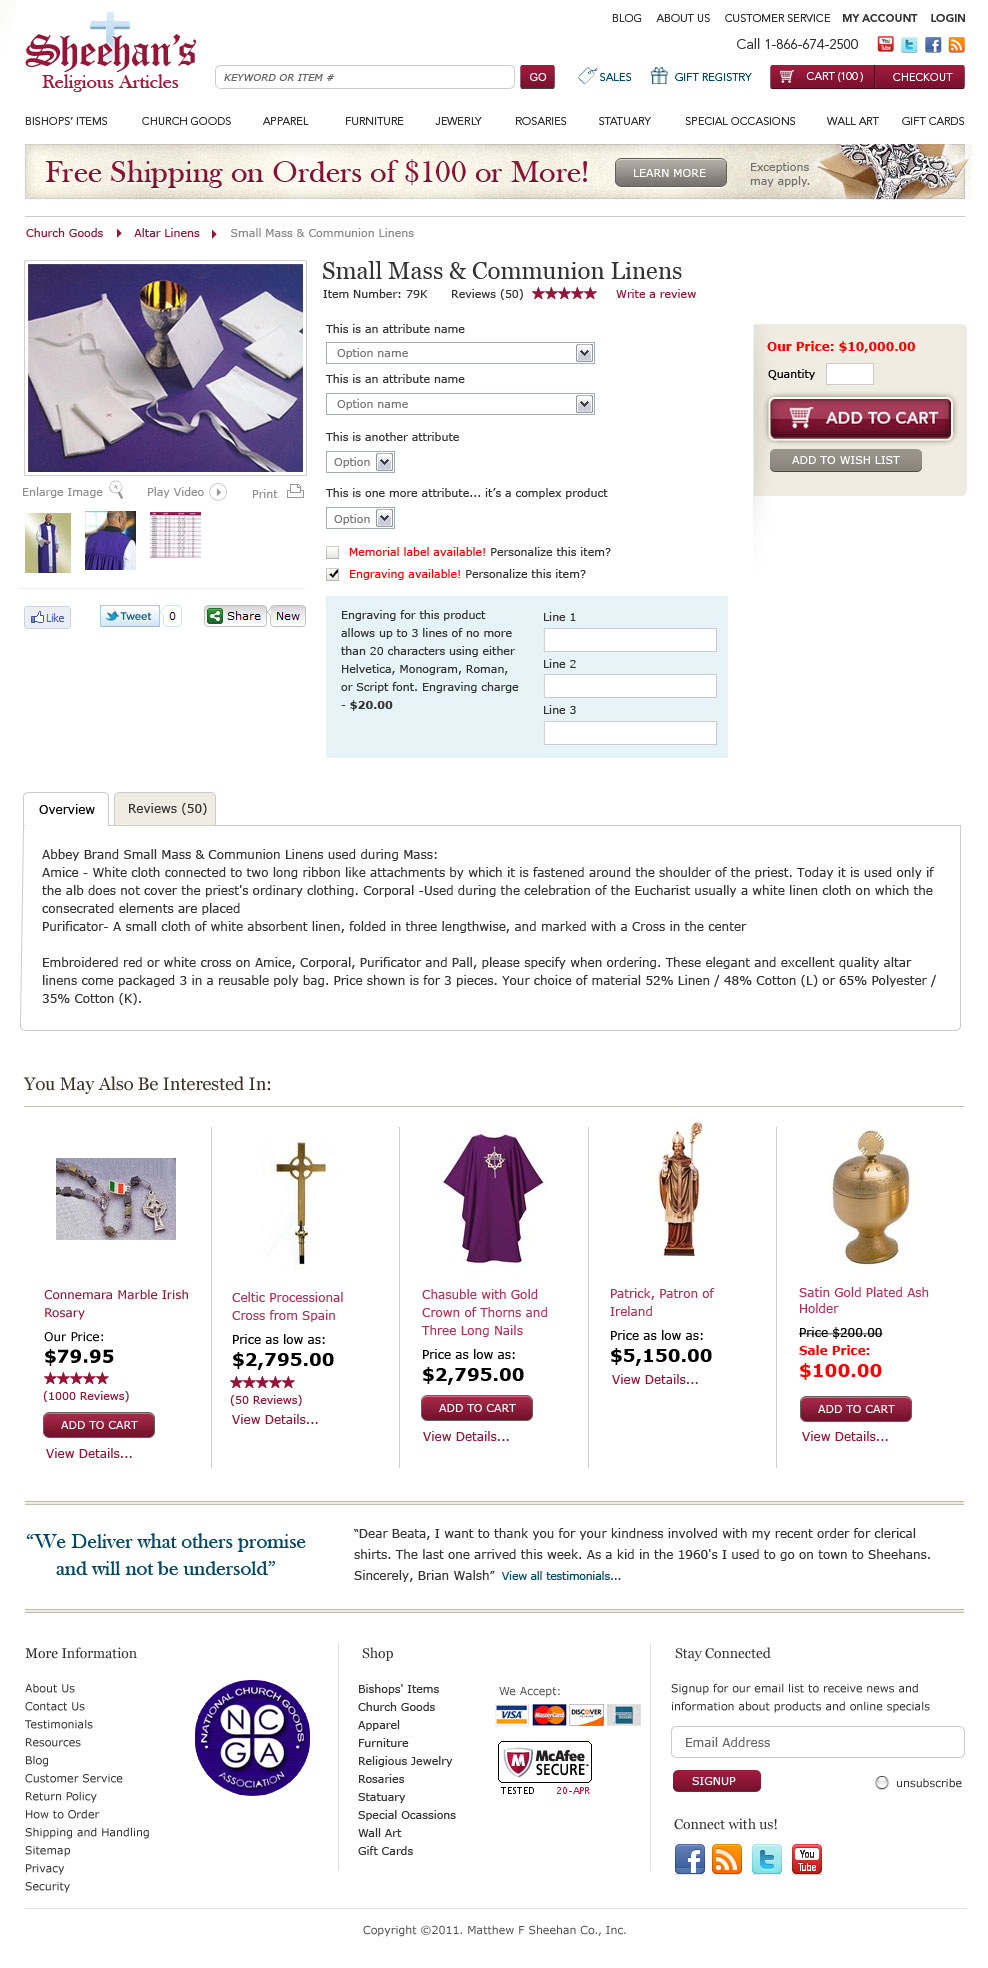 BLOG ABOUT US CUSTOMER SERVICE MY ACCOUNT LOGIN
Sheehan's
Religious Articles
Call 1-866-674-2500
You Tube
KEYWORD OR ITEM #
GO
SALES
GIFT REGISTRY
CART (100)
CHECKOUT
BISHOPS' ITEMS CHURCH GOODS APPAREL FURNITURE JEWERLY ROSARIES STATUARY SPECIAL OCCASIONS WALL ART GIFT CARDS
Free Shipping on Orders of $100 or More!
LEARN MORE
Exceptions
may apply.
Church Goods Altar Linens Small Mass & Communion Linens
Small Mass & Communion Linens
Item Number: 79K Reviews (50) Write a review
This is an attribute name
Option name
This is an attribute name
Option name
This is another attribute
Option
This is one more attribute... it's a complex product
Option
Memorial label available! Personalize this item?
Engraving available! Personalize this item?
Our Price: $10,000.00
Quantity
ADD TO CART
ADD TO WISH LIST
Enlarge Image Play Video Print
Like
Tweet 0
Share New
Engraving for this product
allows up to 3 lines of no more
than 20 characters using either
Helvetica, Monogram, Roman,
or Script font. Engraving charge
- $20.00
Line 1
Line 2
Line 3
Overview Reviews (50)
Abbey Brand Small Mass & Communion Linens used during Mass:
Amice - White cloth connected to two long ribbon like attachments by which it is fastened around the shoulder of the priest. Today it is used only if
the alb does not cover the priest's ordinary clothing. Corporal -Used during the celebration of the Eucharist usually a white linen cloth on which the
consecrated elements are placed
Purificator- A small cloth of white absorbent linen, folded in three lengthwise, and marked with a Cross in the center
Embroidered red or white cross on Amice, Corporal, Purificator and Pall, please specify when ordering. These elegant and excellent quality altar
linens come packaged 3 in a reusable poly bag. Price shown is for 3 pieces. Your choice of material 52% Linen / 48% Cotton (L) or 65% Polyester /
35% Cotton (K).
You May Also Be Interested In:
Connemara Marble Irish
Rosary
Our Price:
$79.95
(1000 Reviews)
ADD TO CART
View Details...
Celtic Processional
Cross from Spain
Price as low as:
$2,795.00
(50 Reviews)
View Details...
Chasuble with Gold
Crown of Thorns and
Three Long Nails
Price as low as:
$2,795.00
ADD TO CART
View Details...
Patrick, Patron of
Ireland
Price as low as:
$5,150.00
View Details...
Satin Gold Plated Ash
Holder
Price $200.00
Sale Price:
$100.00
ADD TO CART
View Details...
“We Deliver what others promise
and will not be undersold”
“Dear Beata, I want to thank you for your kindness involved with my recent order for clerical
shirts. The last one arrived this week. As a kid in the 1960's I used to go on town to Sheehans.
Sincerely, Brian Walsh” View all testimonials...
More Information
About Us
Contact Us
Testimonials
Resources
Blog
Customer Service
Return Policy
How to Order
Shipping and Handling
Sitemap
Privacy
Security
NATIONAL CHURCH GOODS
NCGA
ASSOCIATION
Shop
Bishops' Items
Church Goods
Apparel
Furniture
Religious Jewelry
Rosaries
Statuary
Special Ocassions
Wall Art
Gift Cards
We Accept:
VISA MasterCard DISCOVER
McAfee
SECURE
TESTED 20-APR
Stay Connected
Signup for our email list to receive news and
information about products and online specials
Email Address
SIGNUP
unsubscribe
Connect with us!
You
Tube
Copyright ©2011. Matthew F Sheehan Co., Inc.